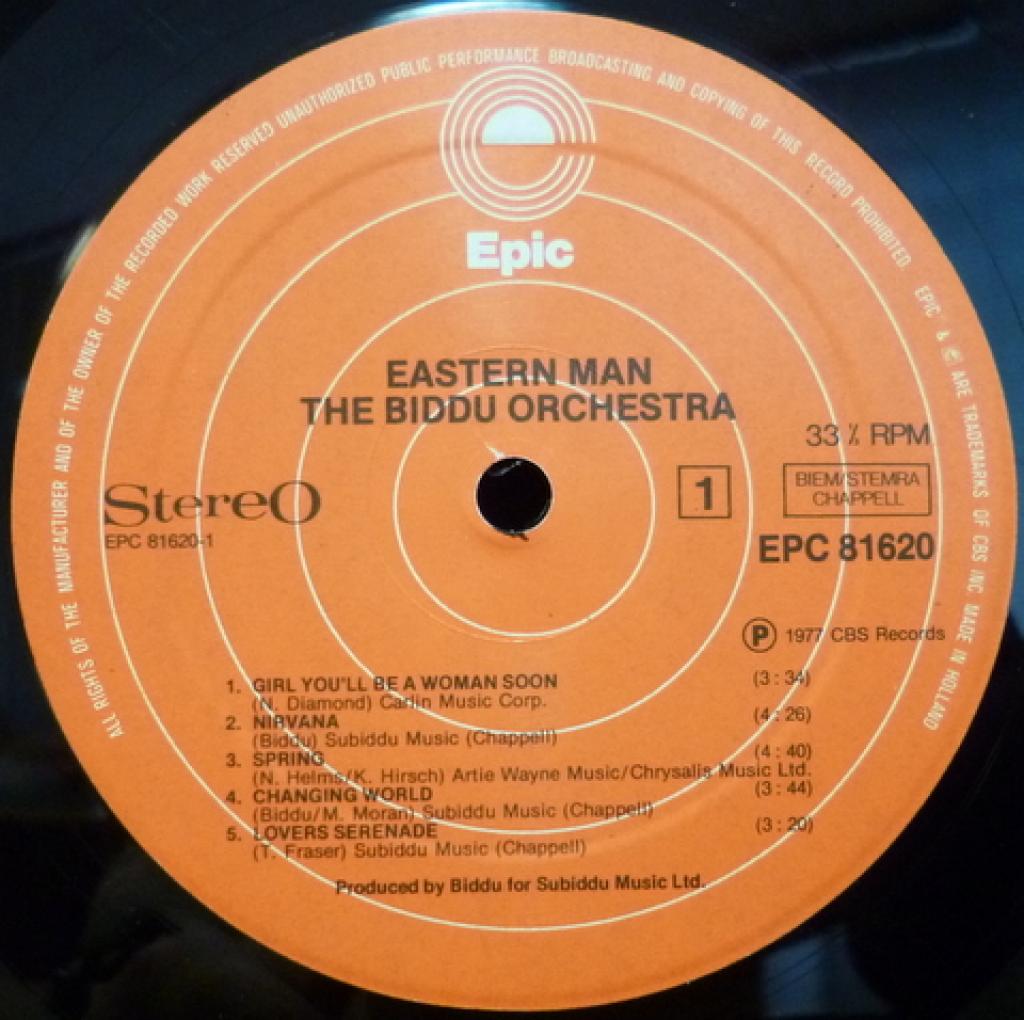 ALL RIGHTS OF THE MANUFACTURER AND OF THE OWNER OF THE RECORDED WORK RESERVED UNAUTHORIZED PUBLIC PERFORMANCE BROADCASTING AND COPYING OF THIS RECORD PROHIBITED EPIC & e ARE TRADEMARKS OF CBS INC. MADE IN HOLLAND
Epic
EASTERN MAN
THE BIDDU ORCHESTRA
33 ⅓ RPM
Stereo
EPC 81620-1
1
BIEM/STEMRA
CHAPPELL
EPC 81620
Ⓟ 1977 CBS Records
1. GIRL YOU'LL BE A WOMAN SOON (3:34)
(N. Diamond) Carlin Music Corp.
2. NIRVANA (4:26)
(Biddu) Subiddu Music (Chappell)
3. SPRING (4:40)
(N. Helms/K. Hirsch) Artie Wayne Music/Chrysalis Music Ltd.
4. CHANGING WORLD (3:44)
(Biddu/M. Moran) Subiddu Music (Chappell)
5. LOVERS SERENADE (3:20)
(T. Fraser) Subiddu Music (Chappell)
Produced by Biddu for Subiddu Music Ltd.